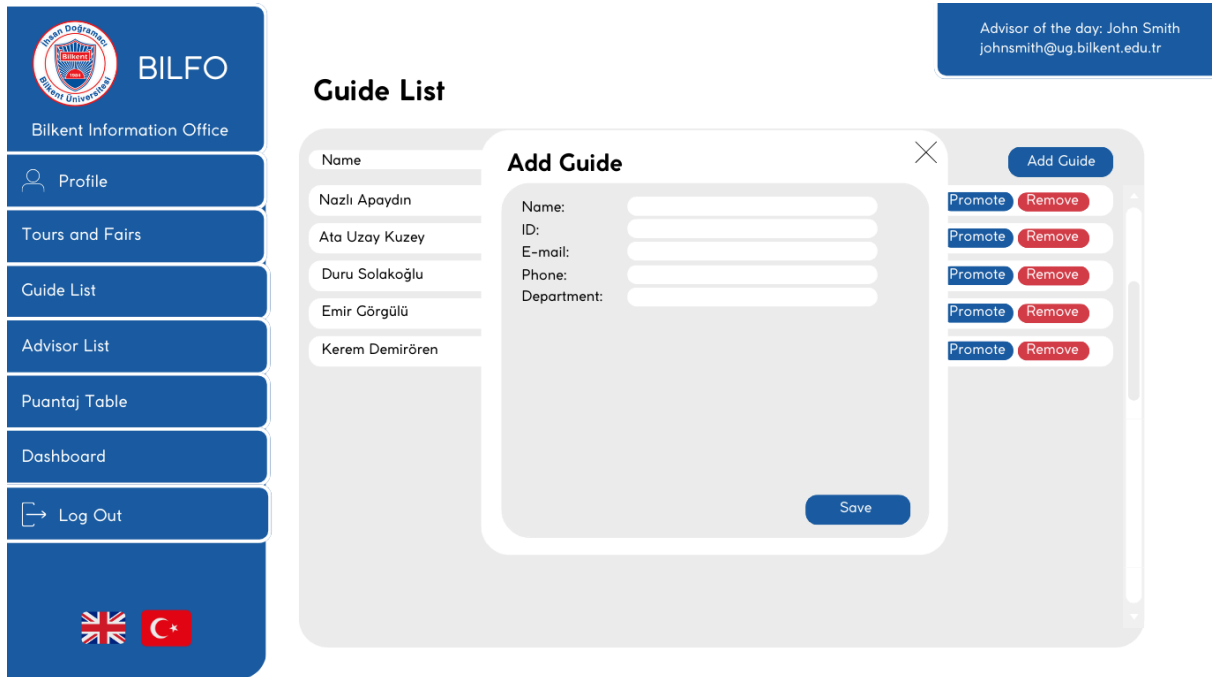 İhsan Doğramacı
Bilkent
Bilkent Üniversitesi
BILFO
Bilkent Information Office
Profile
Tours and Fairs
Guide List
Advisor List
Puantaj Table
Dashboard
Log Out
Advisor of the day: John Smith
johnsmith@ug.bilkent.edu.tr
Guide List
Name
Add Guide
Nazlı Apaydın
Promote Remove
Ata Uzay Kuzey
Promote Remove
Duru Solakoğlu
Promote Remove
Emir Görgülü
Promote Remove
Kerem Demirören
Promote Remove
Add Guide
Name:
ID:
E-mail:
Phone:
Department:
Save